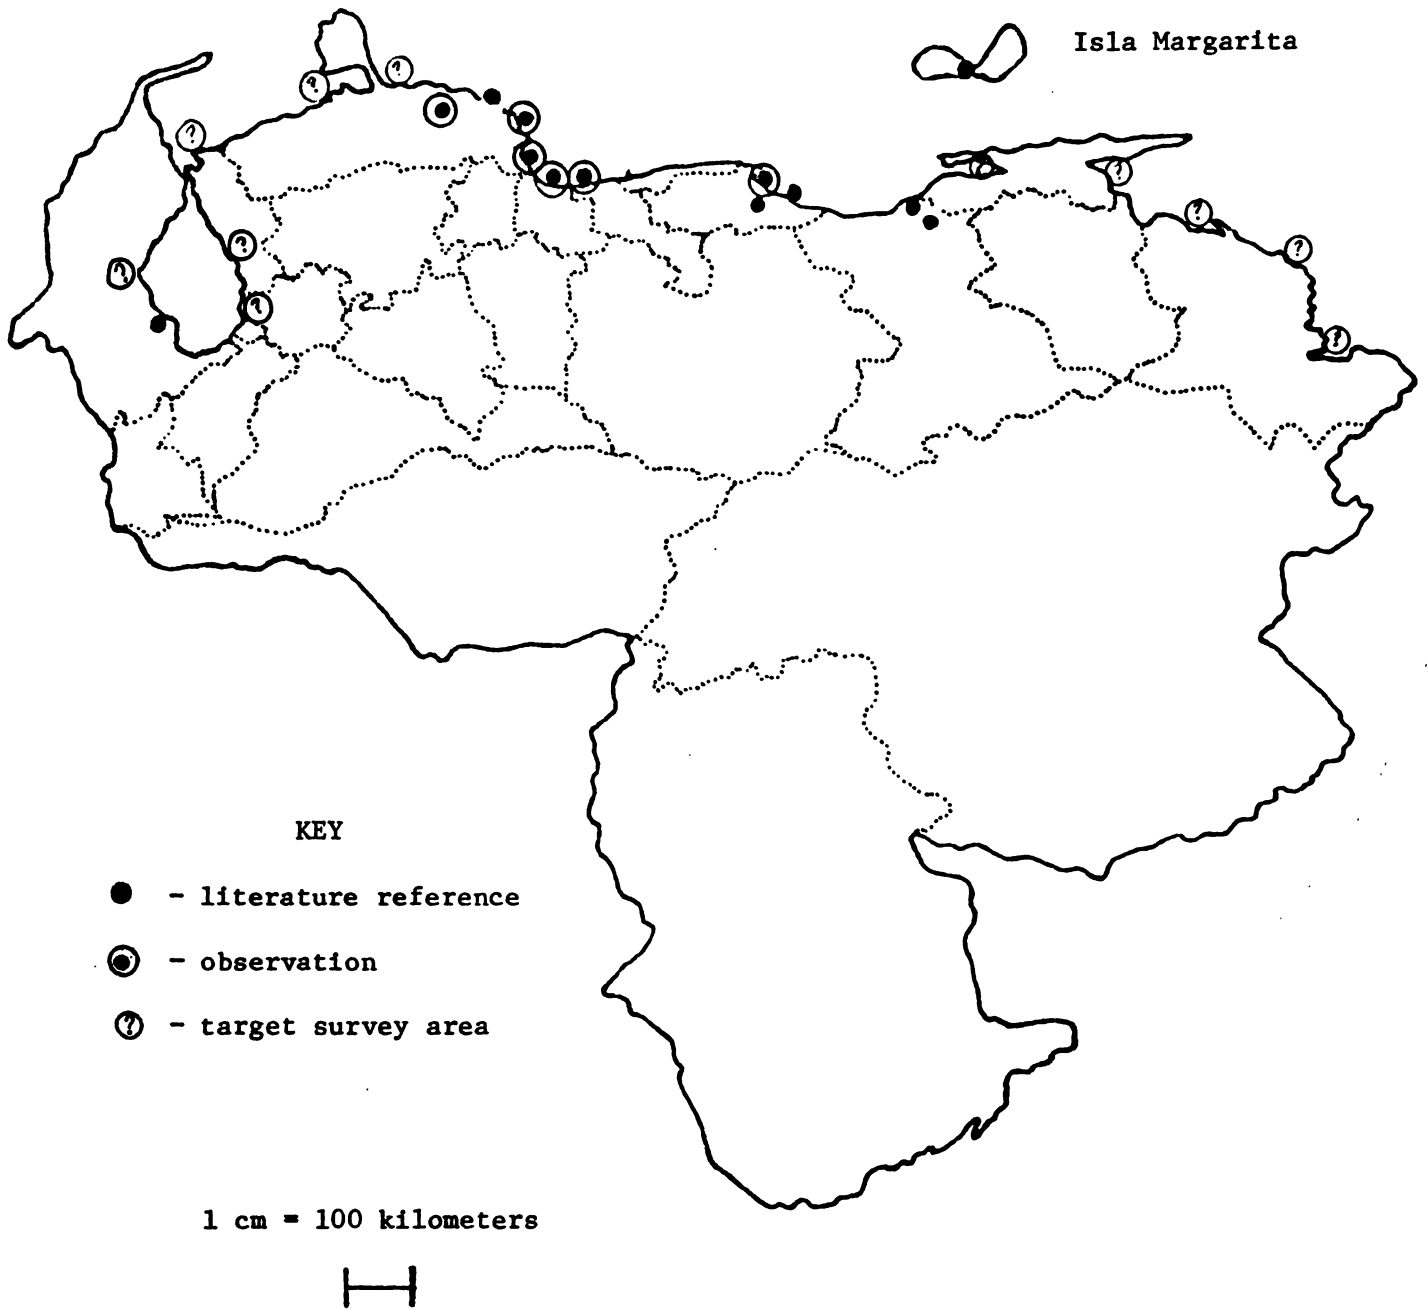 Isla Margarita
?
?
?
?
?
?
?
?
?
?
?
KEY
- literature reference
- observation
? - target survey area
1 cm = 100 kilometers